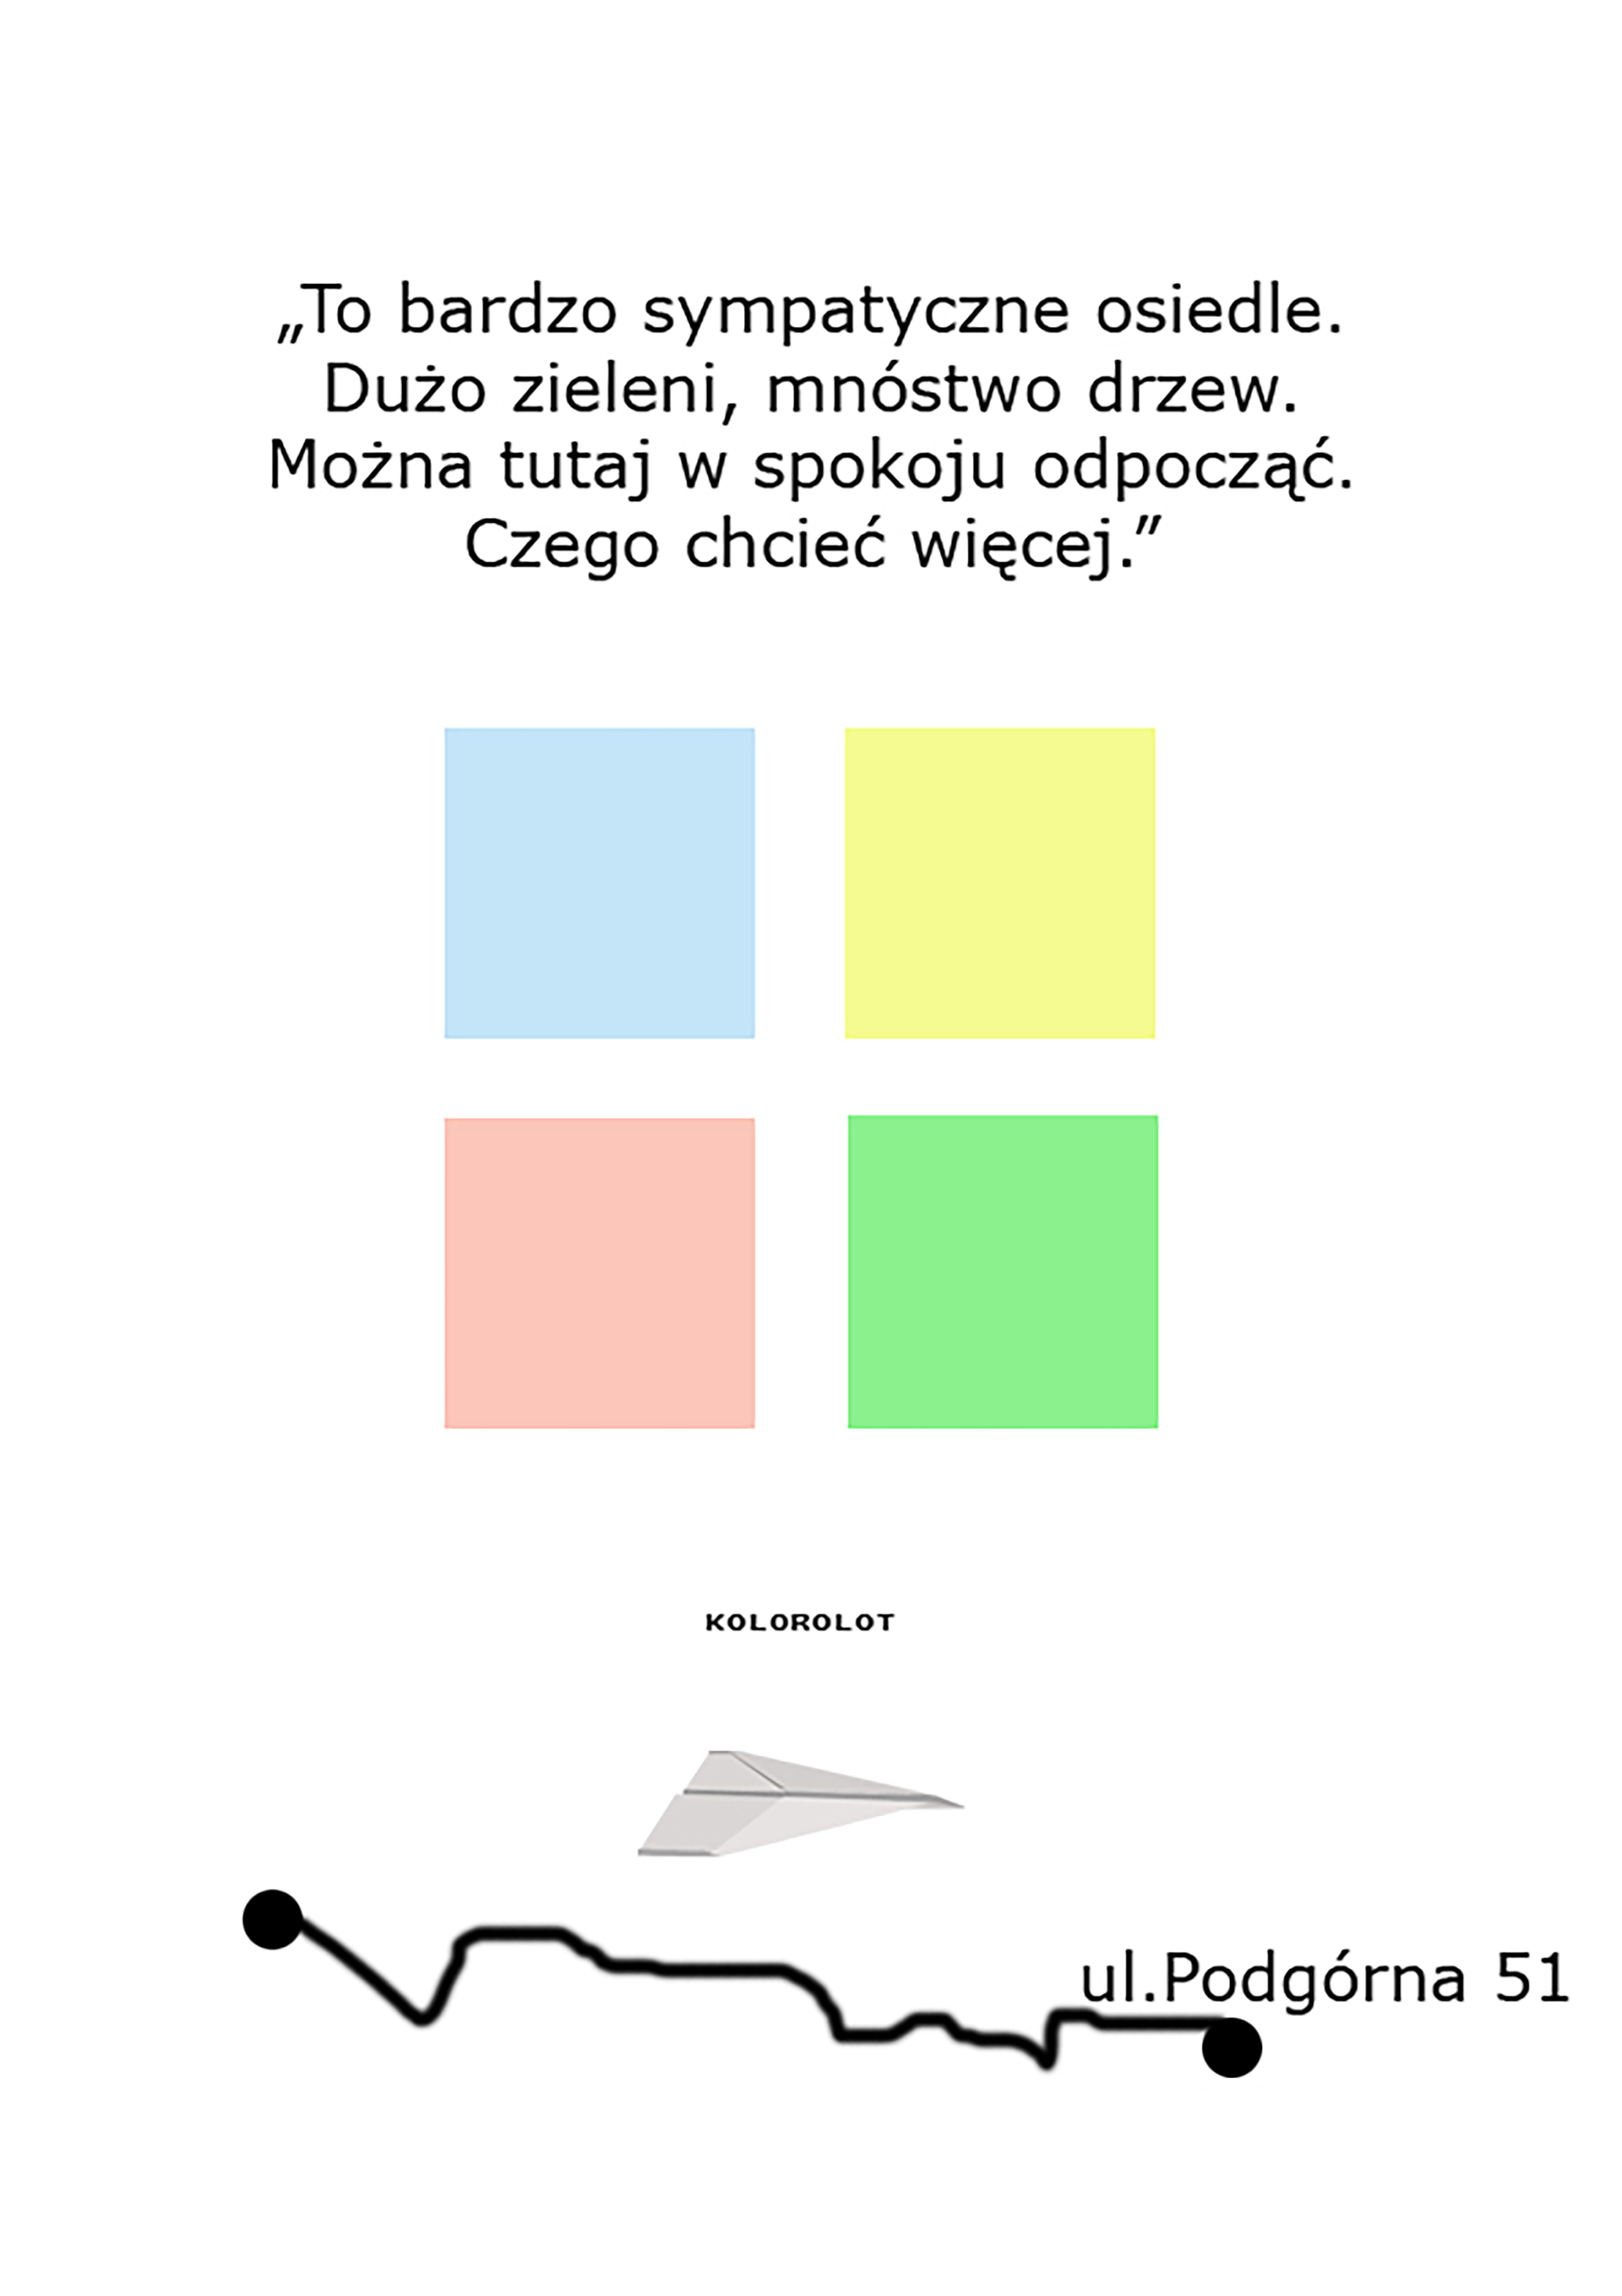 „To bardzo sympatyczne osiedle.
Dużo zieleni, mnóstwo drzew.
Można tutaj w spokoju odpocząć.
Czego chcieć więcej.”
KOLOROLOT
ul.Podgórna 51